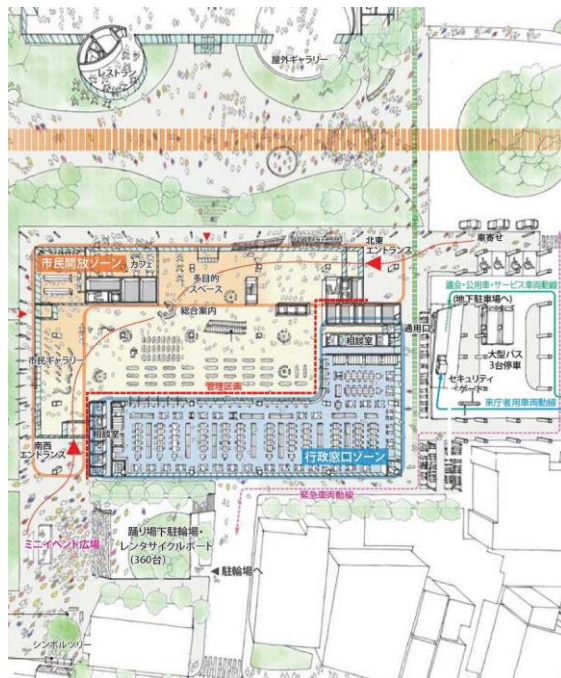 レストラン
屋外ギャラリー
市民開放ゾーン
カフェ
多目的
スペース
北東
エントランス
車寄せ
総合案内
議会・公用車・サービス車両動線
(地下駐車場へ)
通用口
相談室
大型バス
3台停車
市民ギャラリー
管理区画
セキュリティ
ゲート
来庁者用車両動線
南西
エントランス
相談室
行政窓口ゾーン
緊急車両動線
ミニイベント広場
踊り場下駐輪場・
レンタサイクルポート
(360台)
駐輪場へ
シンボルツリー